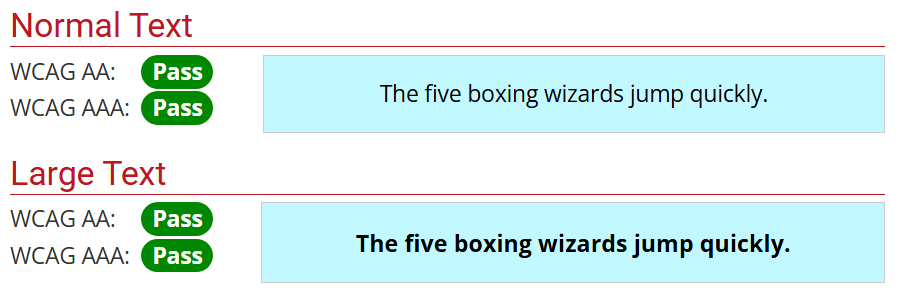 Normal Text
WCAG AA: Pass
WCAG AAA: Pass
The five boxing wizards jump quickly.
Large Text
WCAG AA: Pass
WCAG AAA: Pass
The five boxing wizards jump quickly.